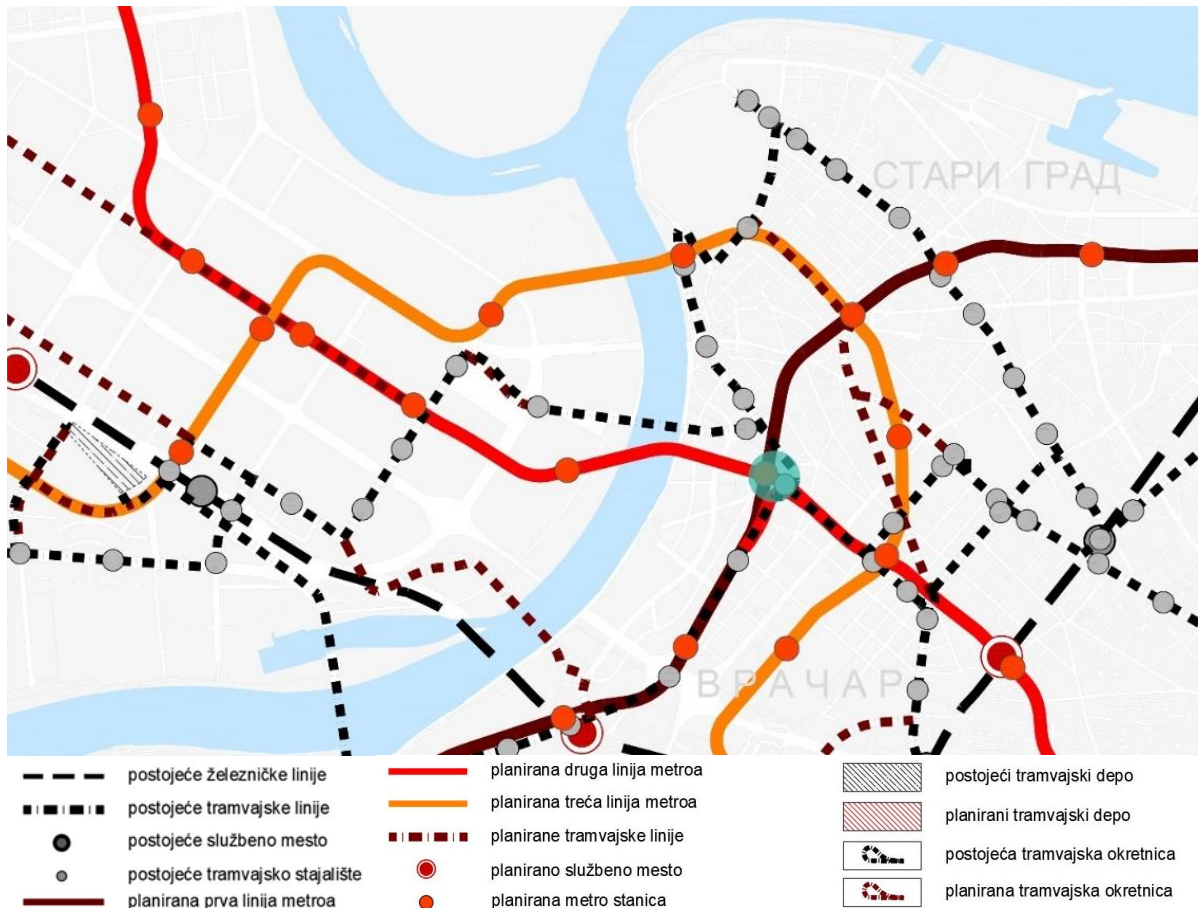 СТАРИ ГРАД
ВРАЧАР
postojeće železničke linije
postojeće tramvajske linije
postojeće službeno mesto
postojeće tramvajsko stajalište
planirana prva linija metroa
planirana druga linija metroa
planirana treća linija metroa
planirane tramvajske linije
planirano službeno mesto
planirana metro stanica
postojeći tramvajski depo
planirani tramvajski depo
postojeća tramvajska okretnica
planirana tramvajska okretnica